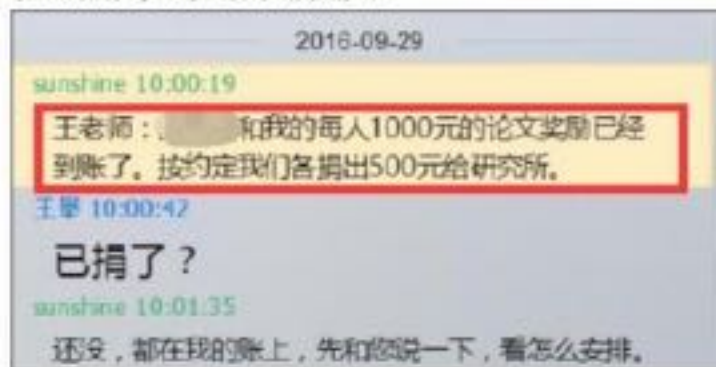 2016-09-29
sunshine 10:00:19
王老师：和我的每人1000元的论文奖励已经
到账了。按约定我们各捐出500元给研究所。
王攀 10:00:42
已捐了？
sunshine 10:01:35
还没，都在我的账上，先和您说一下，看怎么安排。